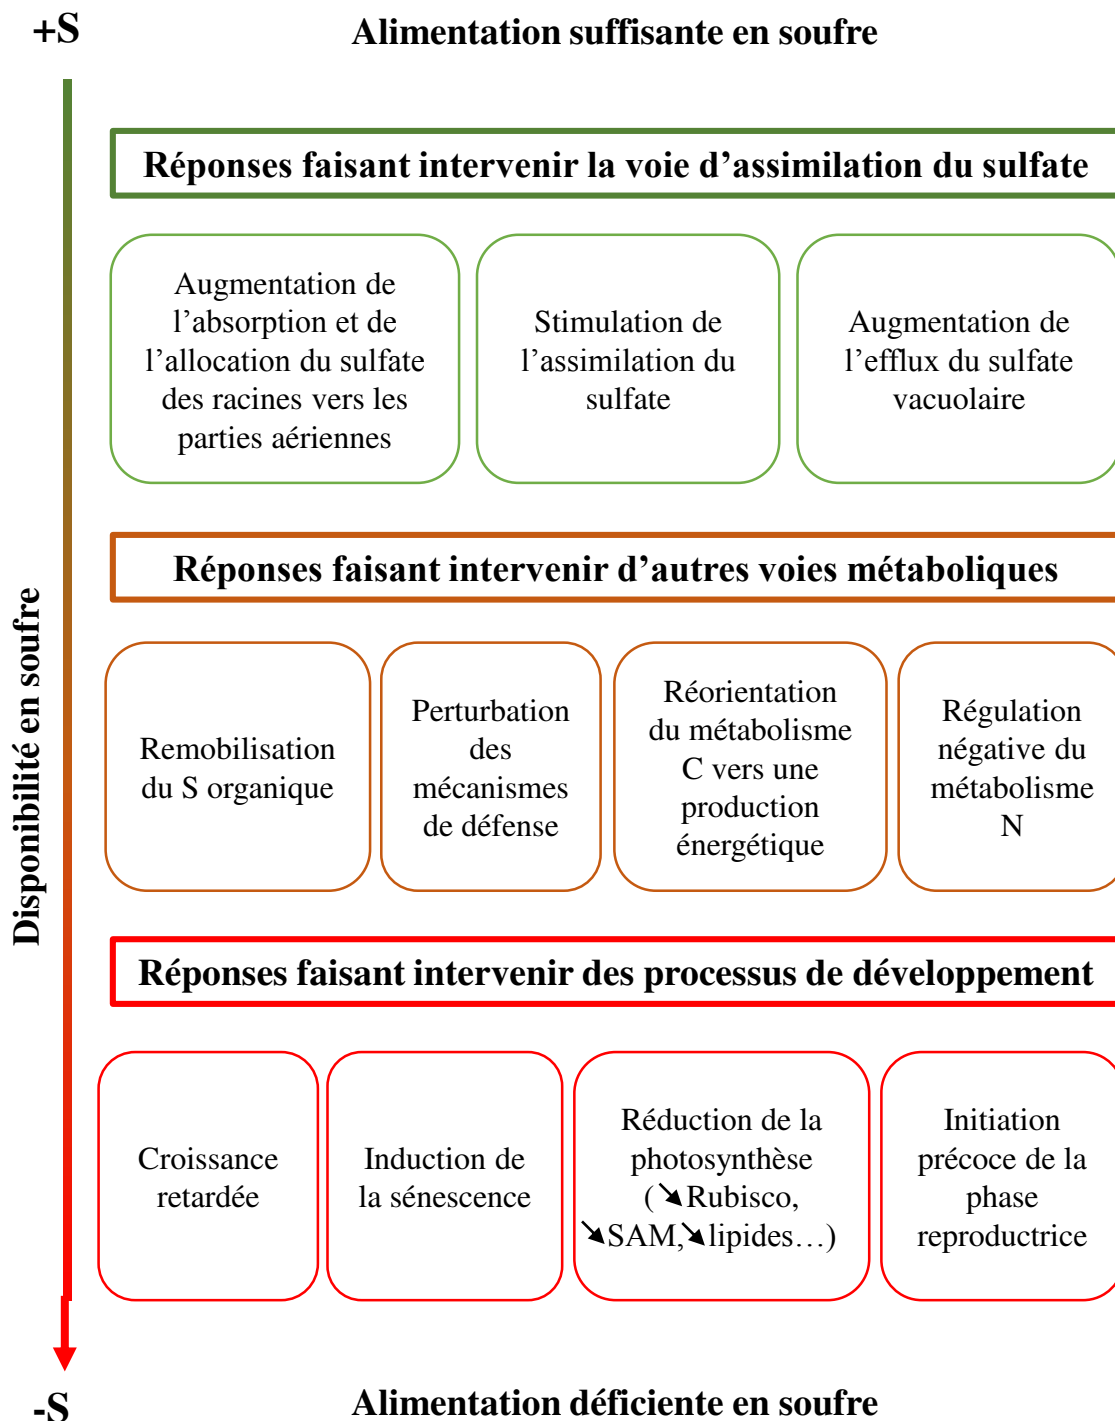 +S
Alimentation suffisante en soufre
Réponses faisant intervenir la voie d’assimilation du sulfate
Augmentation de
l’absorption et de
l’allocation du sulfate
des racines vers les
parties aériennes
Stimulation de
l’assimilation du
sulfate
Augmentation de
l’efflux du sulfate
vacuolaire
Réponses faisant intervenir d’autres voies métaboliques
Disponibilité en soufre
Remobilisation
du S organique
Perturbation
des
mécanismes
de défense
Réorientation
du métabolisme
C vers une
production
énergétique
Régulation
négative du
métabolisme
N
Réponses faisant intervenir des processus de développement
Croissance
retardée
Induction de
la sénescence
Réduction de la
photosynthèse
(↘Rubisco,
↘SAM,↘lipides…)
Initiation
précoce de la
phase
reproductrice
-S
Alimentation déficiente en soufre